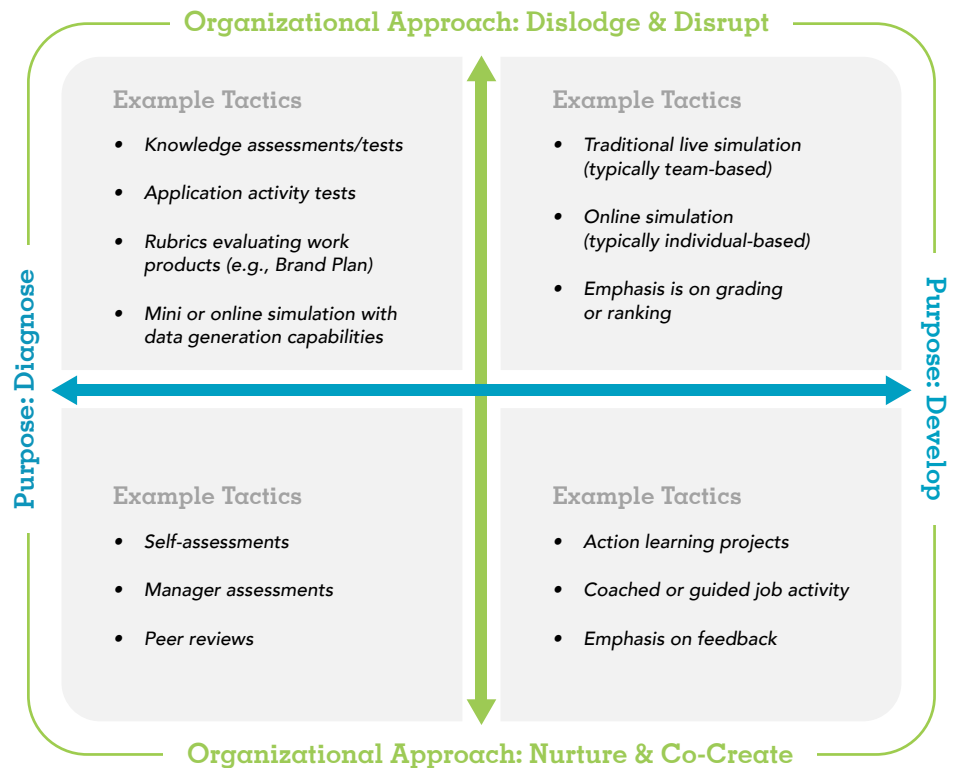 Organizational Approach: Dislodge & Disrupt
Purpose: Diagnose
Example Tactics
• Knowledge assessments/tests
• Application activity tests
• Rubrics evaluating work
products (e.g., Brand Plan)
• Mini or online simulation with
data generation capabilities
Example Tactics
• Traditional live simulation
(typically team-based)
• Online simulation
(typically individual-based)
• Emphasis is on grading
or ranking
Purpose: Develop
Example Tactics
• Self-assessments
• Manager assessments
• Peer reviews
Example Tactics
• Action learning projects
• Coached or guided job activity
• Emphasis on feedback
Organizational Approach: Nurture & Co-Create